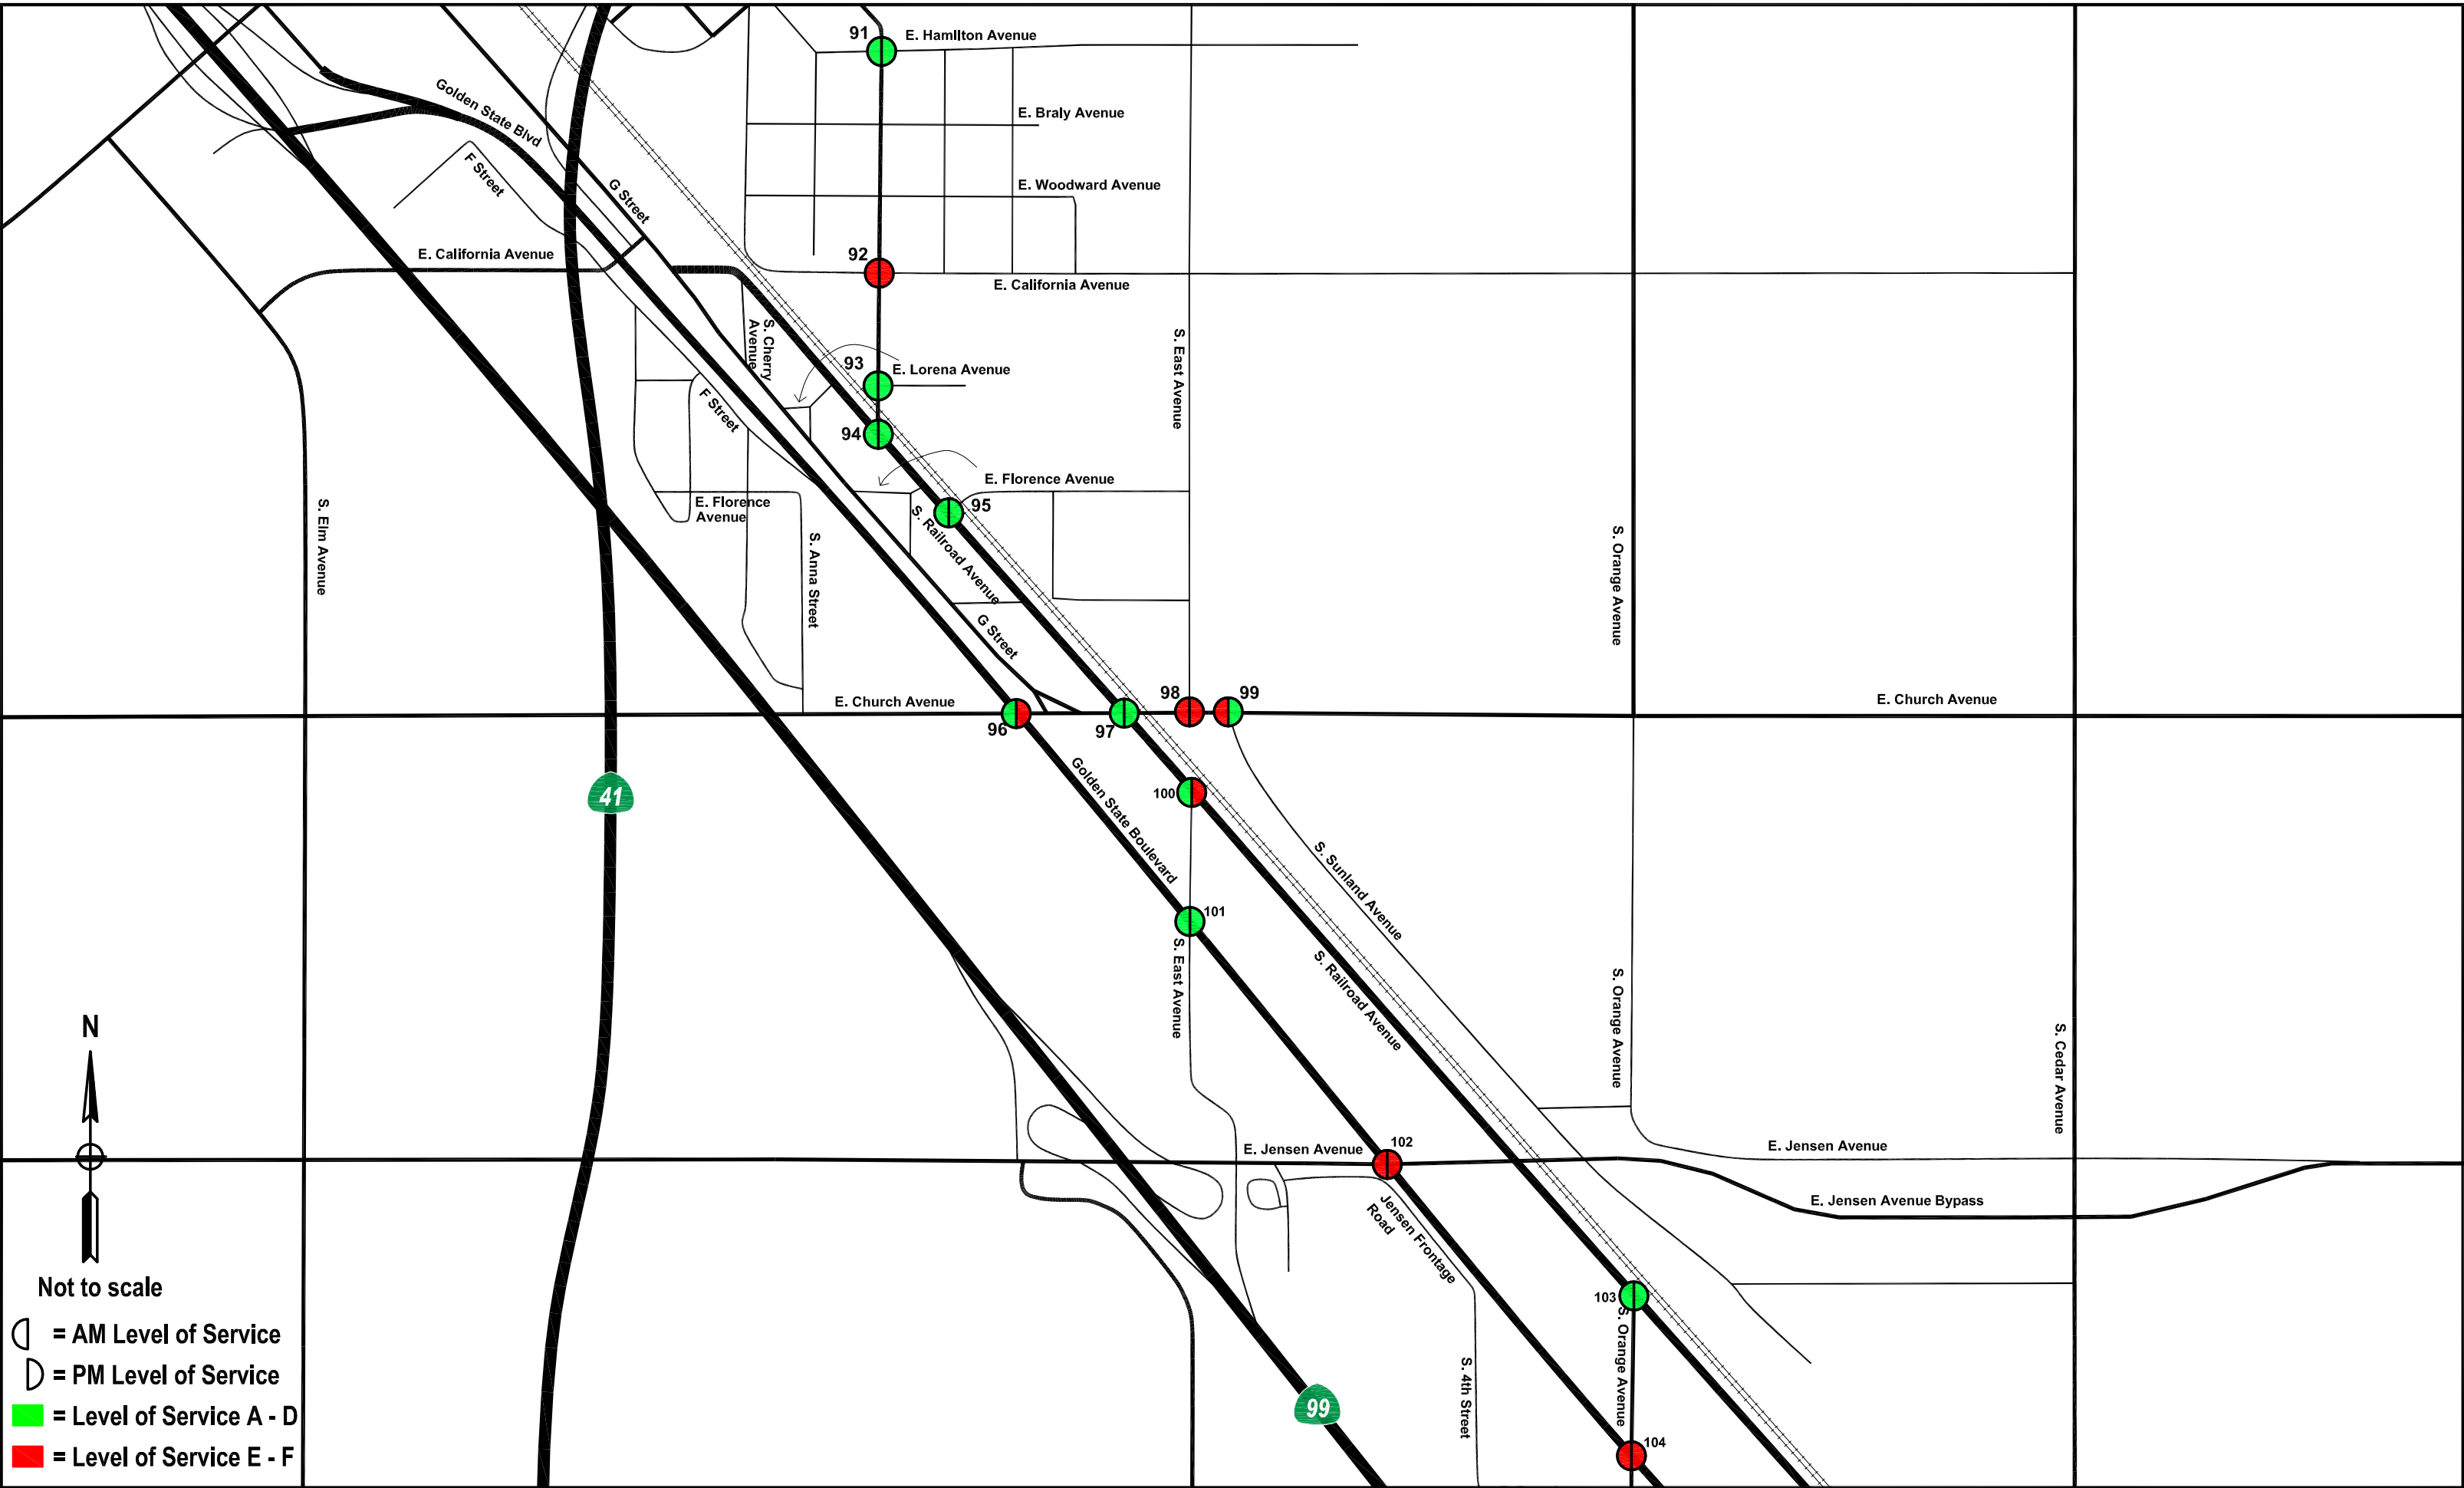 91
E. Hamilton Avenue
Golden State Blvd
E. Braly Avenue
F Street
G Street
E. Woodward Avenue
E. California Avenue
92
E. California Avenue
S. Cherry
Avenue
S. East Avenue
93
E. Lorena Avenue
F Street
94
E. Florence Avenue
E. Florence
Avenue
95
S. Elm Avenue
S. Anna Street
S. Railroad Avenue
S. Orange Avenue
G Street
E. Church Avenue
96
97
98
99
E. Church Avenue
41
Golden State Boulevard
100
S. Sunland Avenue
101
S. East Avenue
S. Railroad Avenue
S. Orange Avenue
S. Cedar Avenue
N
E. Jensen Avenue
102
E. Jensen Avenue
E. Jensen Avenue Bypass
Jensen Frontage
Road
Not to scale
103
S. Orange Avenue
= AM Level of Service
= PM Level of Service
S. 4th Street
99
= Level of Service A - D
104
= Level of Service E - F